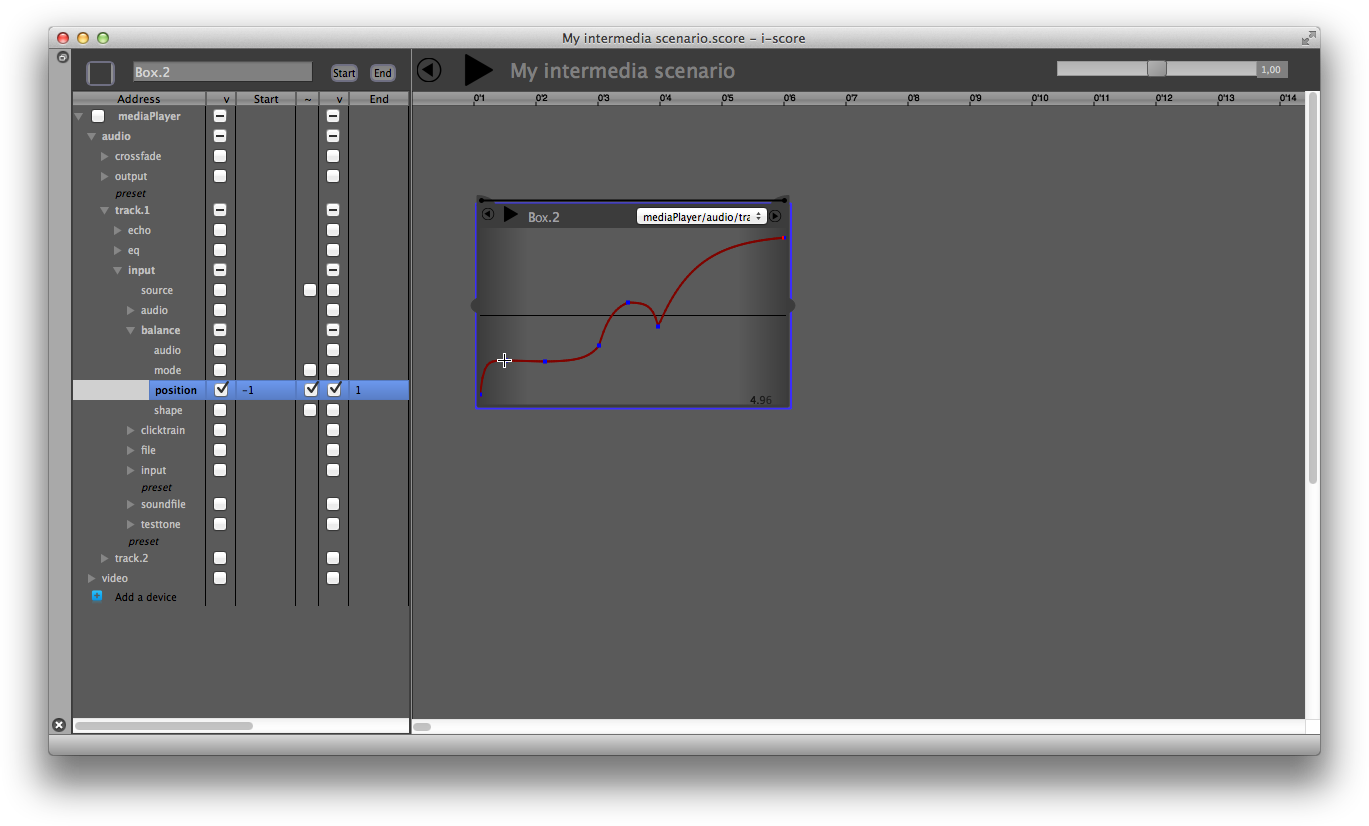 My intermedia scenario.score – i-score
Box.2
Start
End
My intermedia scenario
1,00
Address v Start ~ v End
0'1 0'2 0'3 0'4 0'5 0'6 0'7 0'8 0'9 0'10 0'11 0'12 0'13 0'14
mediaPlayer
audio
crossfade
output
preset
track.1
echo
eq
input
source
audio
balance
audio
mode
position -1 1
shape
clicktrain
file
input
preset
soundfile
testtone
preset
track.2
video
Add a device
Box.2
mediaPlayer/audio/tra
4.96